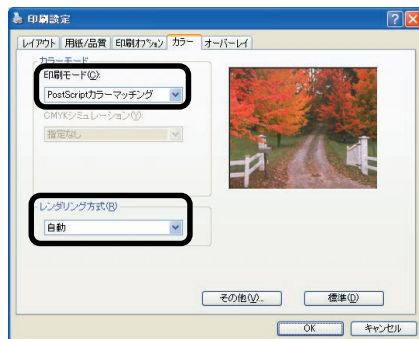 印刷設定
レイアウト 用紙/品質 印刷オプション カラー オーバーレイ
カラーモード
印刷モード(C):
PostScriptカラーマッチング
CMYKシミュレーション(Y):
指定なし
レンダリング方式(R)
自動
その他(V)... 標準(D)
OK キャンセル